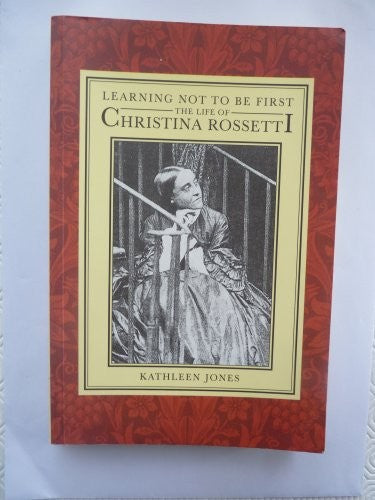 LEARNING NOT TO BE FIRST
THE LIFE OF
CHRISTINA ROSSETTI
KATHLEEN JONES